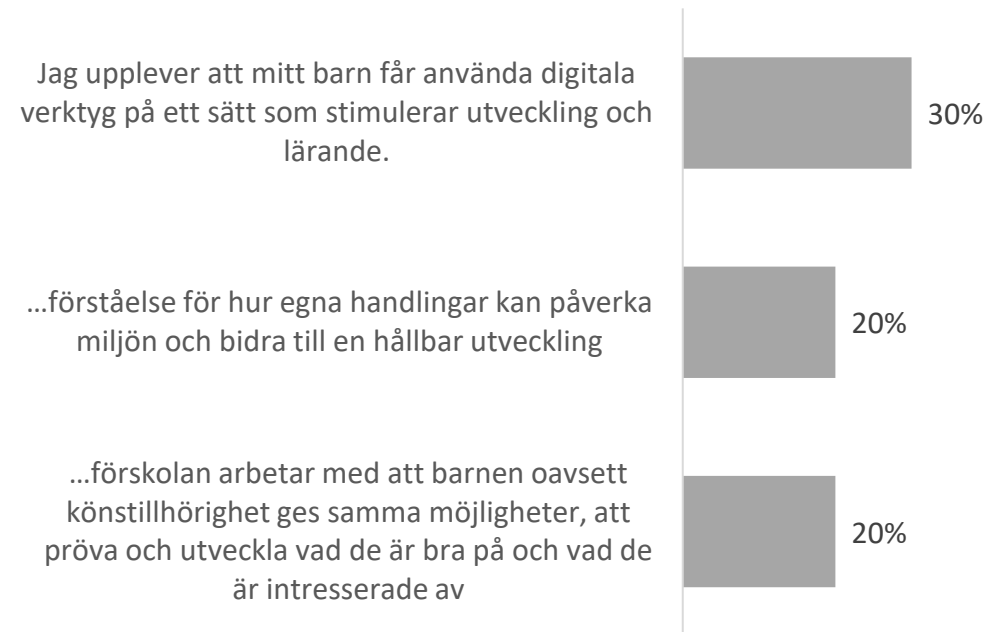 Jag upplever att mitt barn får använda digitala
verktyg på ett sätt som stimulerar utveckling och
lärande.
30%
...förståelse för hur egna handlingar kan påverka
miljön och bidra till en hållbar utveckling
20%
...förskolan arbetar med att barnen oavsett
könstillhörighet ges samma möjligheter, att
pröva och utveckla vad de är bra på och vad de
är intresserade av
20%